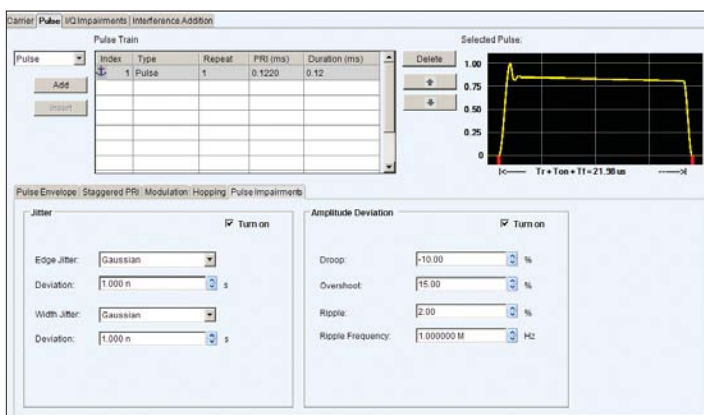 Carrier Pulse I/Q Impairments Interference Addition
Pulse Train
Selected Pulse:
Pulse
Index Type Repeat PRI (ms) Duration (ms)
1 Pulse 1 0.1220 0.12
Delete
Add
Insert
1.00
0.75
0.50
0.25
0
|<----- Tr + Ton + Tf = 21.98 us ----->|
Pulse Envelope Staggered PRI Modulation Hopping Pulse Impairments
Jitter
Turn on
Edge Jitter: Gaussian
Deviation: 1.000 n s
Width Jitter: Gaussian
Deviation: 1.000 n s
Amplitude Deviation
Turn on
Droop: -10.00 %
Overshoot: 15.00 %
Ripple: 2.00 %
Ripple Frequency: 1.000000 M Hz